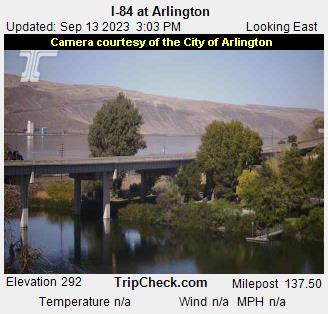 I-84 at Arlington
Updated: Sep 13 2023 3:03 PM Looking East
Camera courtesy of the City of Arlington
Elevation 292 TripCheck.com Milepost 137.50
Temperature n/a Wind n/a MPH n/a